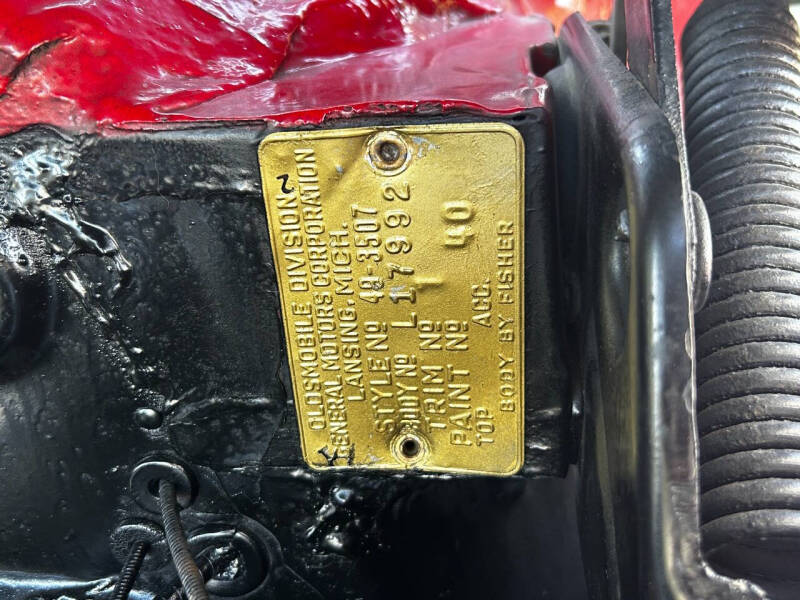 OLDSMOBILE DIVISION
GENERAL MOTORS CORPORATION
LANSING, MICH.
STYLE Nº 49-3507
BODY Nº L 17992
TRIM Nº 1
PAINT Nº 40
TOP ACC.
BODY BY FISHER